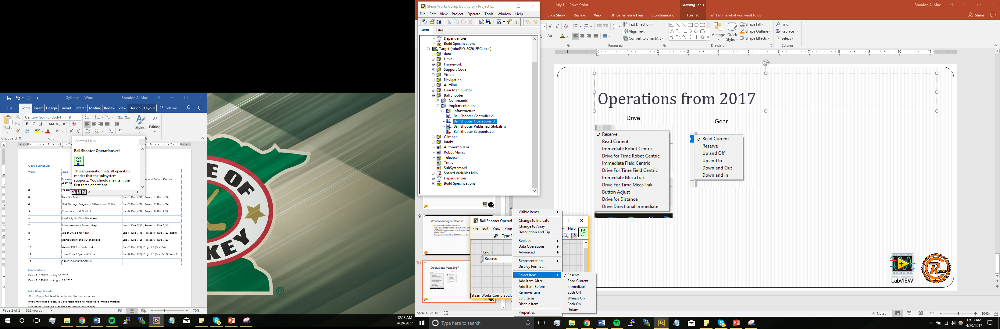 Syllabus - Word
Brandon A. Moe
File Home Insert Design Layout Referen Mailing Review View Design Layout Tell me
Century Gothic (Body) 9
Paste
Styles
Editing
Clipboard
Font
Context Help
Ball Shooter Operations.ctl
Ball
Ops
This enumeration lists all operating
modes that the subsystem
supports. You should maintain the
first three operations.
Course Schedule:
Week Topic
1 W and Source Control
2
3 Robotics Basics Lab 1 (Due 6/13), Project 1 (Due 6/17)
4 Walk Through Program / 3026 custom VI Lib Lab 2 (Due 6/20), Project 2 (Due 6/24)
5 Command and Control Lab 3 (Due 6/27), Project 3 (Due 7/1)
6 4th of July No Class This Week
7 Subsystems and Exam 1 Prep Lab 4 (Due 7/11), Project 4 (Due 7/15)
8 Robot Drive and NavX Lab 5 (Due 7/18), Project 5 (Due 7/22) Exam 1
9 Manipulators and Autonomous Lab 6 (Due 7/25), Project 6 (Due 7/29)
10 Vision / PID / periodic tasks Lab 7 (Due 8/1), Project 7 (Due 8/5)
11 Loose Ends / Tips and Tricks Lab 8 (Due 8/8), Project 8 (Due 8/12) Exam 2
12 DRIVE SOME ROBOTS!!!!!!
Examinations:
Exam 1: 6:30 PM on July 18, 2017
Exam 2: 6:30 PM on August 12, 2017
Extra Things to Note
All my Power Points will be uploaded to source control
If you must miss a class, you are responsible to make up all missed material
Due dates will not be extended for individual students
Page 2 of 2 522 words 70%
E OF
KEY
®
12:13 AM
4/29/2017
SteamWorks Comp Bot.lvproj - Project Ex...
File Edit View Project Operate Tools Window Help
Items Files
Dependencies
Build Specifications
Target (roboRIO-3026-FRC.local)
data
Drive
Framework
Support Code
Vision
Navigation
Aurdino
Gear Manipulator
Ball Shooter
Commands
Implementation
Infrastructure
Ball Shooter Controller.vi
Ball Shooter Operations.ctl
Ball Shooter Published Globals.vi
Ball Shooter Setpoints.ctl
Climber
Intake
Autonomous.vi
Robot Main.vi
Teleop.vi
Test.vi
SubSystems.vi
Shared Variables.lvlib
Dependencies
Build Specifications
July 1 - PowerPoint
Drawing Tools
Brandon A. Moe
Slide Show Review View Office Timeline Free Storyboarding Format Tell me what you want to do Share
Text Direction
Align Text
Convert to SmartArt
Paragraph
Arrange
Quick
Styles
Shape Fill
Shape Outline
Shape Effects
Drawing
Find
Replace
Select
Editing
Operations from 2017
Drive
Reserve
Read Current
Immediate Robot Centric
Drive for Time Robot Centric
Immediate Field Centric
Drive For Time Field Centric
Immediate MecaTrak
Drive For Time MecaTrak
Button Adjust
Drive for Distance
Drive Directional Immediate
Gear
Read Current
Reserve
Up and Off
Up and In
Down and Out
Down and In
NATIONAL INSTRUMENTS
LabVIEW
9
What about opperations?
All commands need an operation
10
Operations from 2017
Ball Shooter Operati
File Edit View Proje Help
Type D
Ball
Ops
Enum
Reserve
SteamWorks Comp Bot.lv
Visible Items
Change to Indicator
Change to Array
Description and Tip...
Replace
Data Operations
Advanced
Representation
Display Format...
Select Item
Add Item After
Add Item Before
Remove Item
Edit Items...
Disable Item
Properties
Reserve
Read Current
Immediate
Both Off
Wheels On
Both On
UnJam
Slide 10 of 10
Notes
104%
Type here to search
12:13 AM
4/29/2017